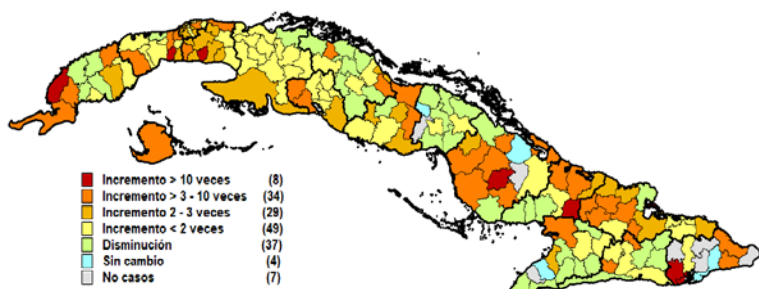 Incremento > 10 veces (8)
Incremento > 3 - 10 veces (34)
Incremento 2 - 3 veces (29)
Incremento < 2 veces (49)
Disminución (37)
Sin cambio (4)
No casos (7)